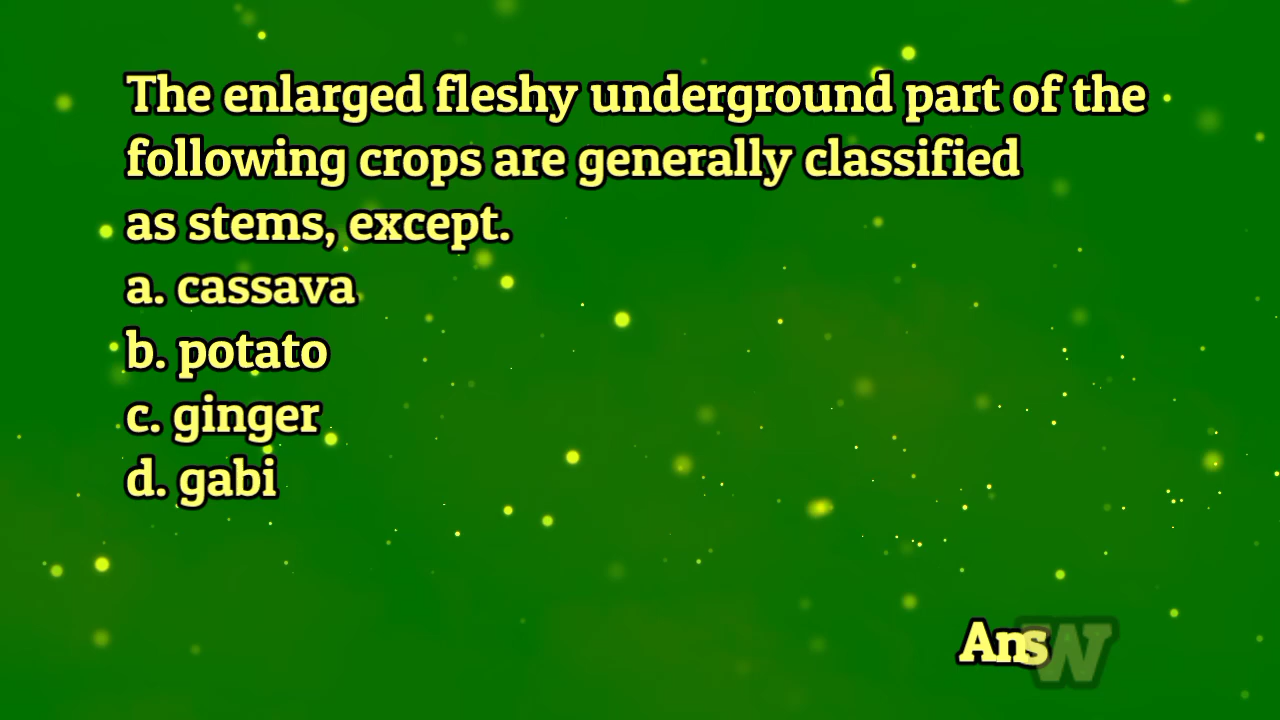 The enlarged fleshy underground part of the
following crops are generally classified
as stems, except.
a. cassava
b. potato
c. ginger
d. gabi
AnsW